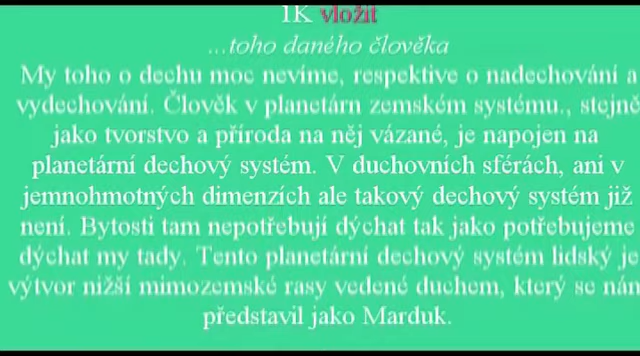 1K vložit
...toho daného člověka
My toho o dechu moc nevíme, respektive o nadechování a
vydechování. Člověk v planetárn zemském systému., stejně
jako tvorstvo a příroda na něj vázané, je napojen na
planetární dechový systém. V duchovních sférách, ani v
jemnohmotných dimenzích ale takový dechový systém již
není. Bytosti tam nepotřebují dýchat tak jako potřebujeme
dýchat my tady. Tento planetární dechový systém lidský je
výtvor nižší mimozemské rasy vedené duchem, který se nám
představil jako Marduk.